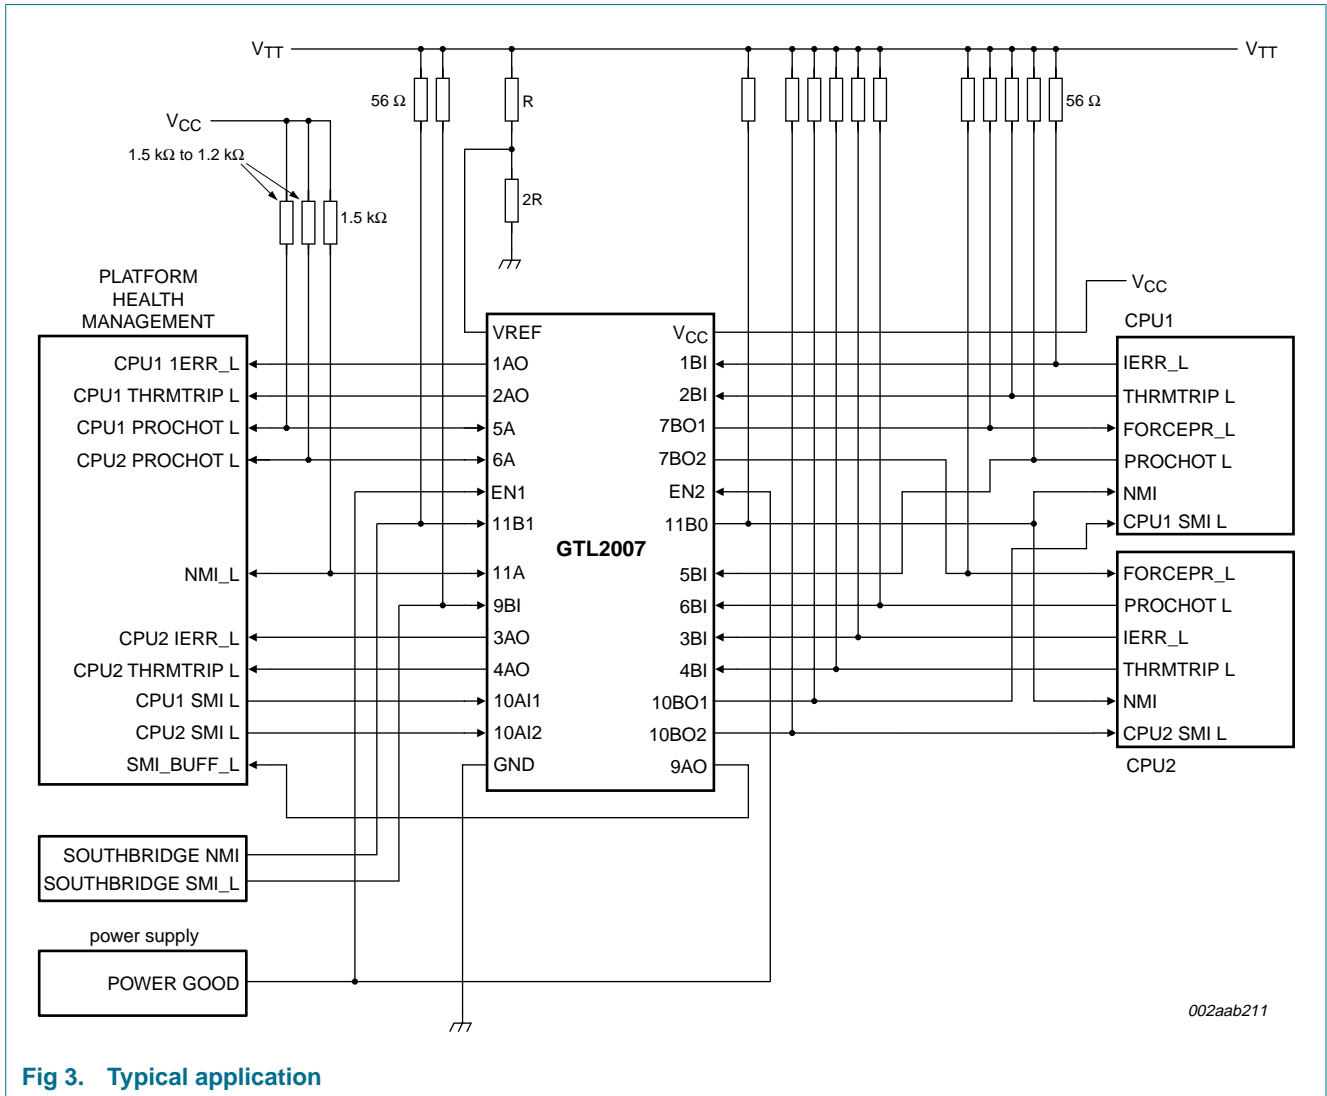 VTT
VTT
56 Ω
R
56 Ω
VCC
1.5 kΩ to 1.2 kΩ
2R
1.5 kΩ
PLATFORM
HEALTH
MANAGEMENT
VCC
CPU1
VREF
VCC
CPU1 1ERR_L
1AO
1BI
IERR_L
CPU1 THRMTRIP L
2AO
2BI
THRMTRIP L
CPU1 PROCHOT L
5A
7BO1
FORCEPR_L
CPU2 PROCHOT L
6A
7BO2
PROCHOT L
EN1
EN2
NMI
11B1
11B0
CPU1 SMI L
GTL2007
NMI_L
11A
5BI
FORCEPR_L
9BI
6BI
PROCHOT L
CPU2 IERR_L
3AO
3BI
IERR_L
CPU2 THRMTRIP L
4AO
4BI
THRMTRIP L
CPU1 SMI L
10AI1
10BO1
NMI
CPU2 SMI L
10AI2
10BO2
CPU2 SMI L
SMI_BUFF_L
GND
9AO
CPU2
SOUTHBRIDGE NMI
SOUTHBRIDGE SMI_L
power supply
POWER GOOD
002aab211
Fig 3. Typical application